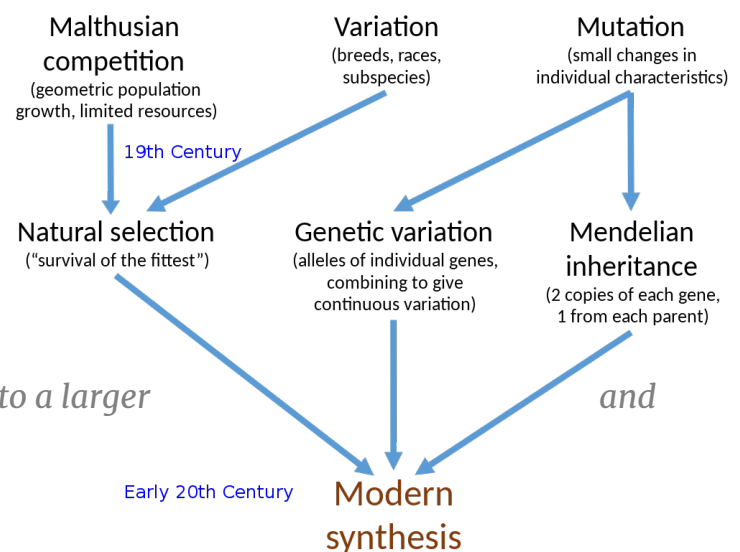 Malthusian
competition
(geometric population
growth, limited resources)
Variation
(breeds, races,
subspecies)
Mutation
(small changes in
individual characteristics)
19th Century
Natural selection
(“survival of the fittest”)
Genetic variation
(alleles of individual genes,
combining to give
continuous variation)
Mendelian
inheritance
(2 copies of each gene,
1 from each parent)
to a larger
and
Early 20th Century
Modern
synthesis